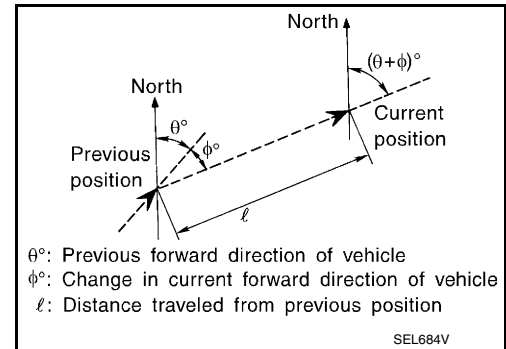 North
(θ+ϕ)°
North
θ°
ϕ°
Previous
position
Current
position
ℓ
θ°: Previous forward direction of vehicle
ϕ°: Change in current forward direction of vehicle
ℓ: Distance traveled from previous position
SEL684V